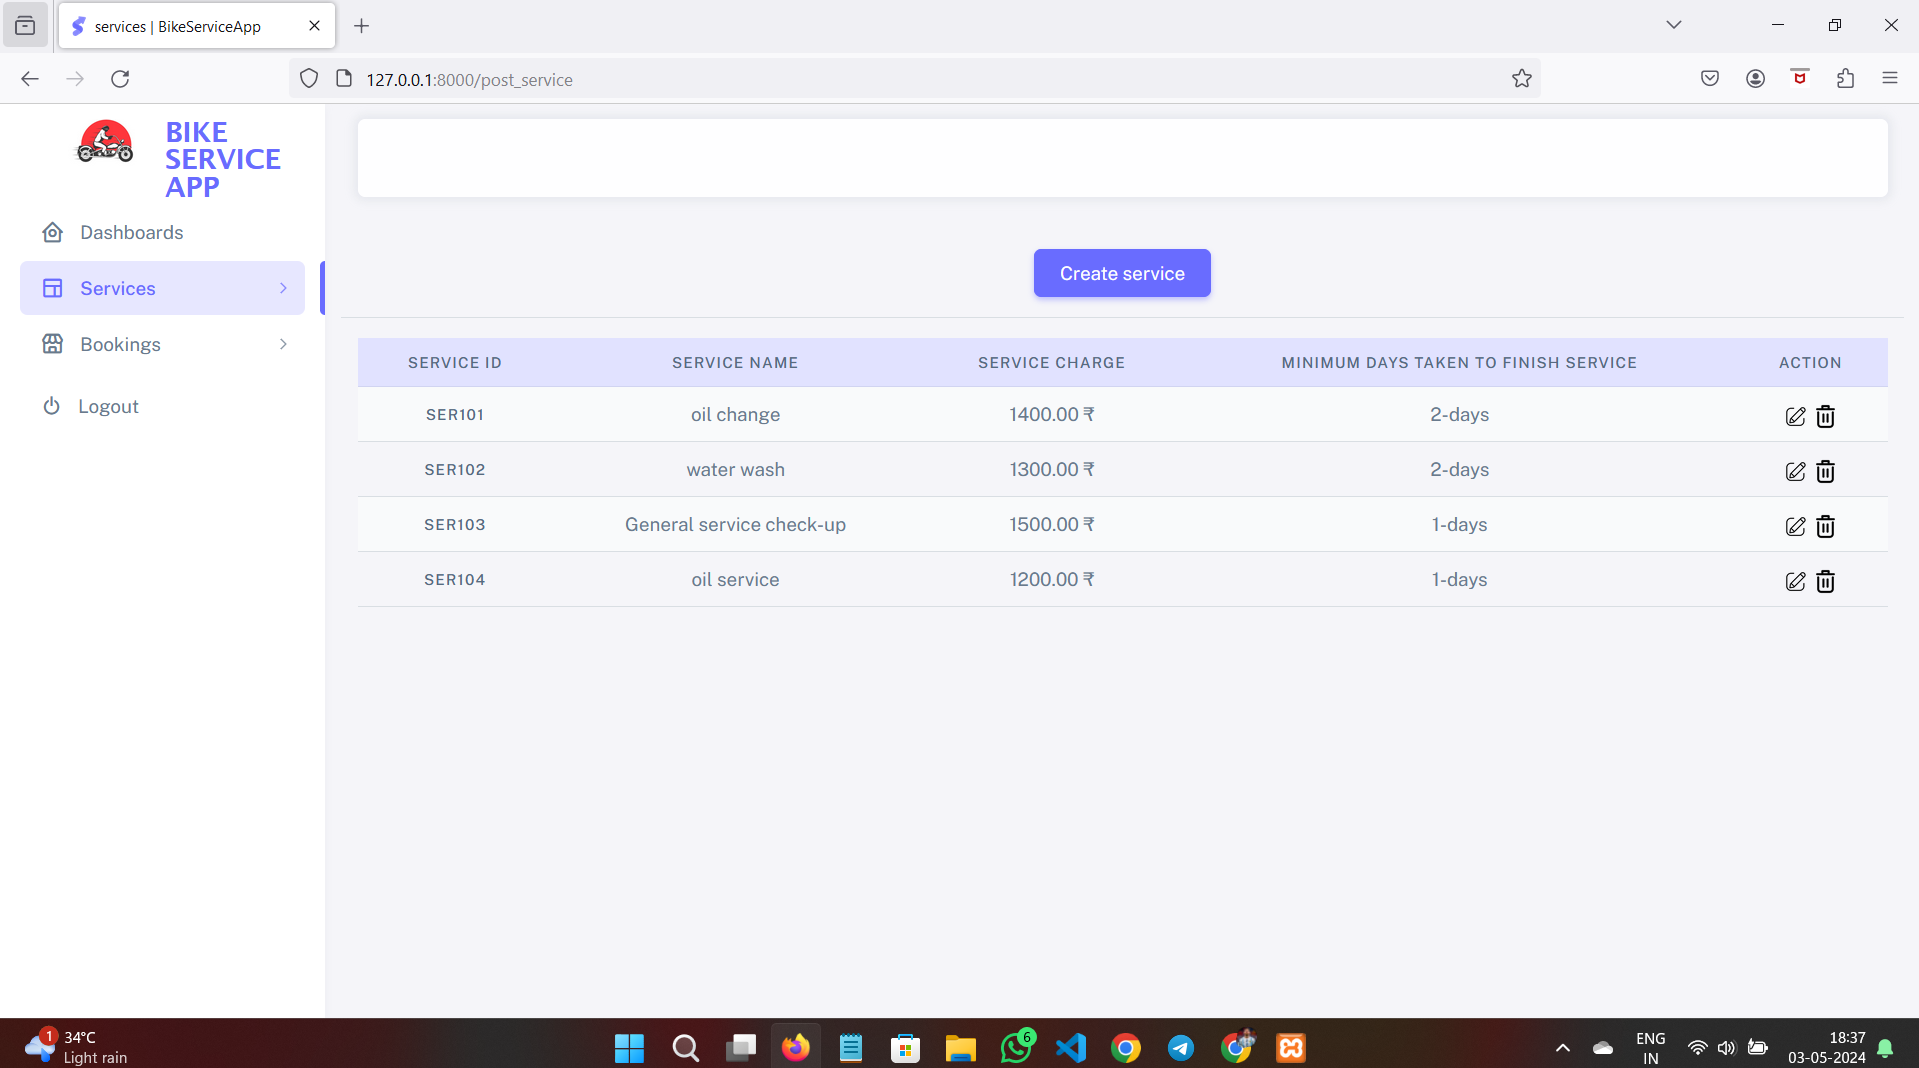 services | BikeServiceApp
127.0.0.1:8000/post_service
BIKE
SERVICE
APP
Dashboards
Services
Bookings
Logout
Create service
SERVICE ID SERVICE NAME SERVICE CHARGE MINIMUM DAYS TAKEN TO FINISH SERVICE ACTION
SER101 oil change 1400.00 ₹ 2-days
SER102 water wash 1300.00 ₹ 2-days
SER103 General service check-up 1500.00 ₹ 1-days
SER104 oil service 1200.00 ₹ 1-days
1
34°C
Light rain
6
ENG
IN
18:37
03-05-2024